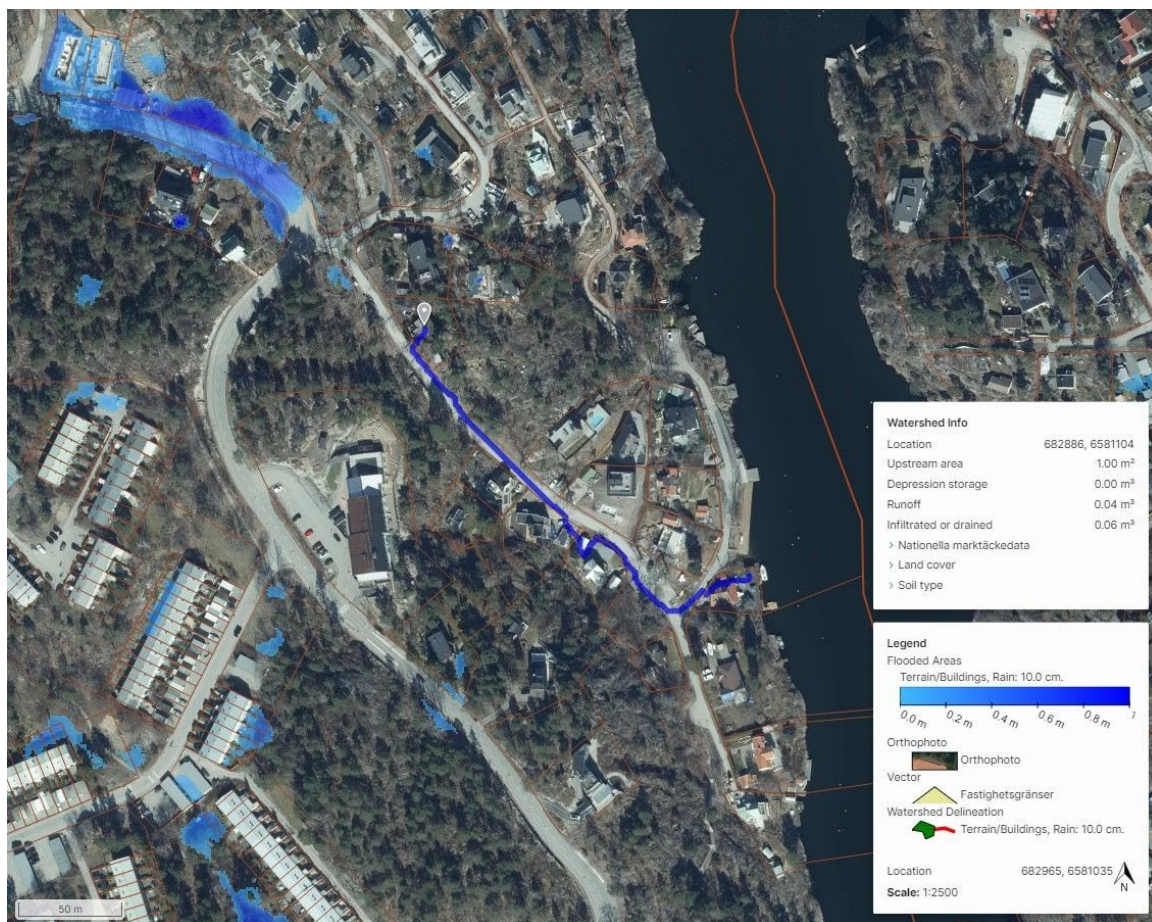 Watershed Info
Location 682886, 6581104
Upstream area 1.00 m²
Depression storage 0.00 m³
Runoff 0.04 m³
Infiltrated or drained 0.06 m³
> Nationella marktäckedata
> Land cover
> Soil type
Legend
Flooded Areas
Terrain/Buildings, Rain: 10.0 cm.
0.0 m 0.2 m 0.4 m 0.6 m 0.8 m 1
Orthophoto
Orthophoto
Vector
Fastighetsgränser
Watershed Delineation
Terrain/Buildings, Rain: 10.0 cm.
Location 682965, 6581035
N
Scale: 1:2500
50 m